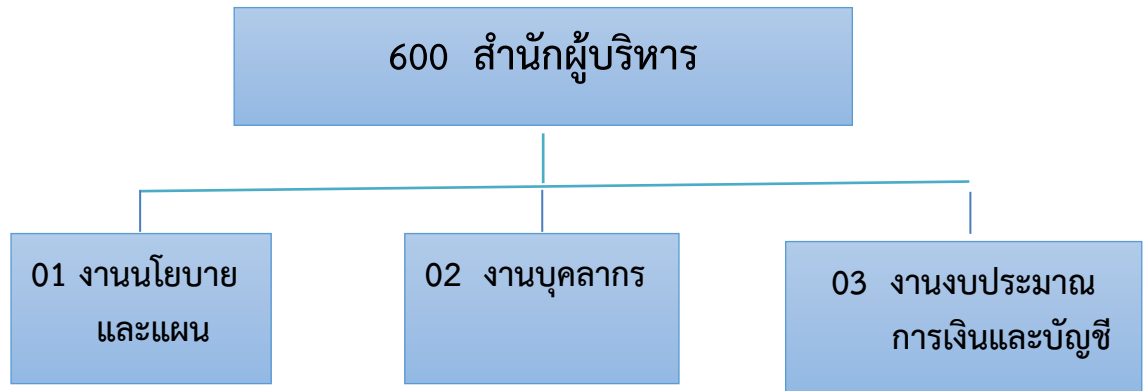 600 สำนักผู้บริหาร
01 งานนโยบาย
และแผน
02 งานบุคลากร
03 งานงบประมาณ
การเงินและบัญชี